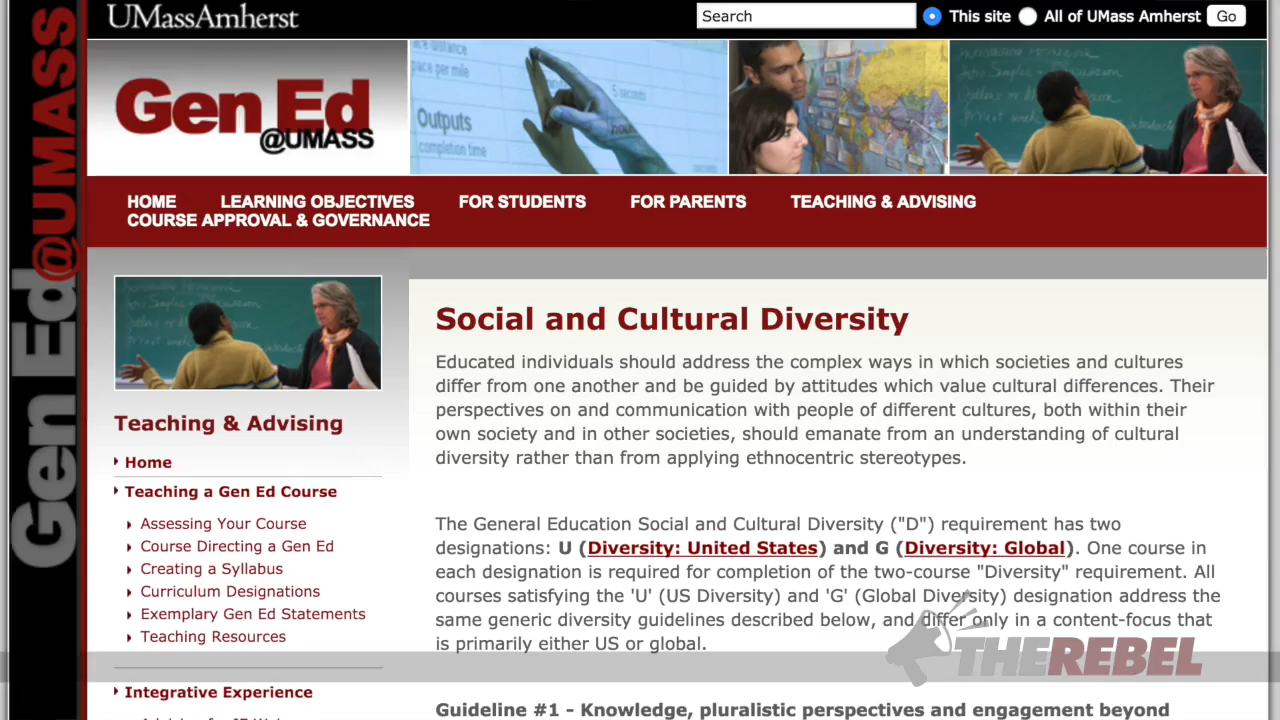 UMassAmherst
Search
This site
All of UMass Amherst
Go
Gen Ed@UMASS
Gen Ed
@UMASS
pace per mile
5 seconds
Outputs
hours
completion time
HOME
LEARNING OBJECTIVES
FOR STUDENTS
FOR PARENTS
TEACHING & ADVISING
COURSE APPROVAL & GOVERNANCE
Teaching & Advising
Home
Teaching a Gen Ed Course
Assessing Your Course
Course Directing a Gen Ed
Creating a Syllabus
Curriculum Designations
Exemplary Gen Ed Statements
Teaching Resources
Integrative Experience
Social and Cultural Diversity
Educated individuals should address the complex ways in which societies and cultures
differ from one another and be guided by attitudes which value cultural differences. Their
perspectives on and communication with people of different cultures, both within their
own society and in other societies, should emanate from an understanding of cultural
diversity rather than from applying ethnocentric stereotypes.
The General Education Social and Cultural Diversity ("D") requirement has two
designations: U (Diversity: United States) and G (Diversity: Global). One course in
each designation is required for completion of the two-course "Diversity" requirement. All
courses satisfying the 'U' (US Diversity) and 'G' (Global Diversity) designation address the
same generic diversity guidelines described below, and differ only in a content-focus that
is primarily either US or global.
Guideline #1 - Knowledge, pluralistic perspectives and engagement beyond
THEREBEL